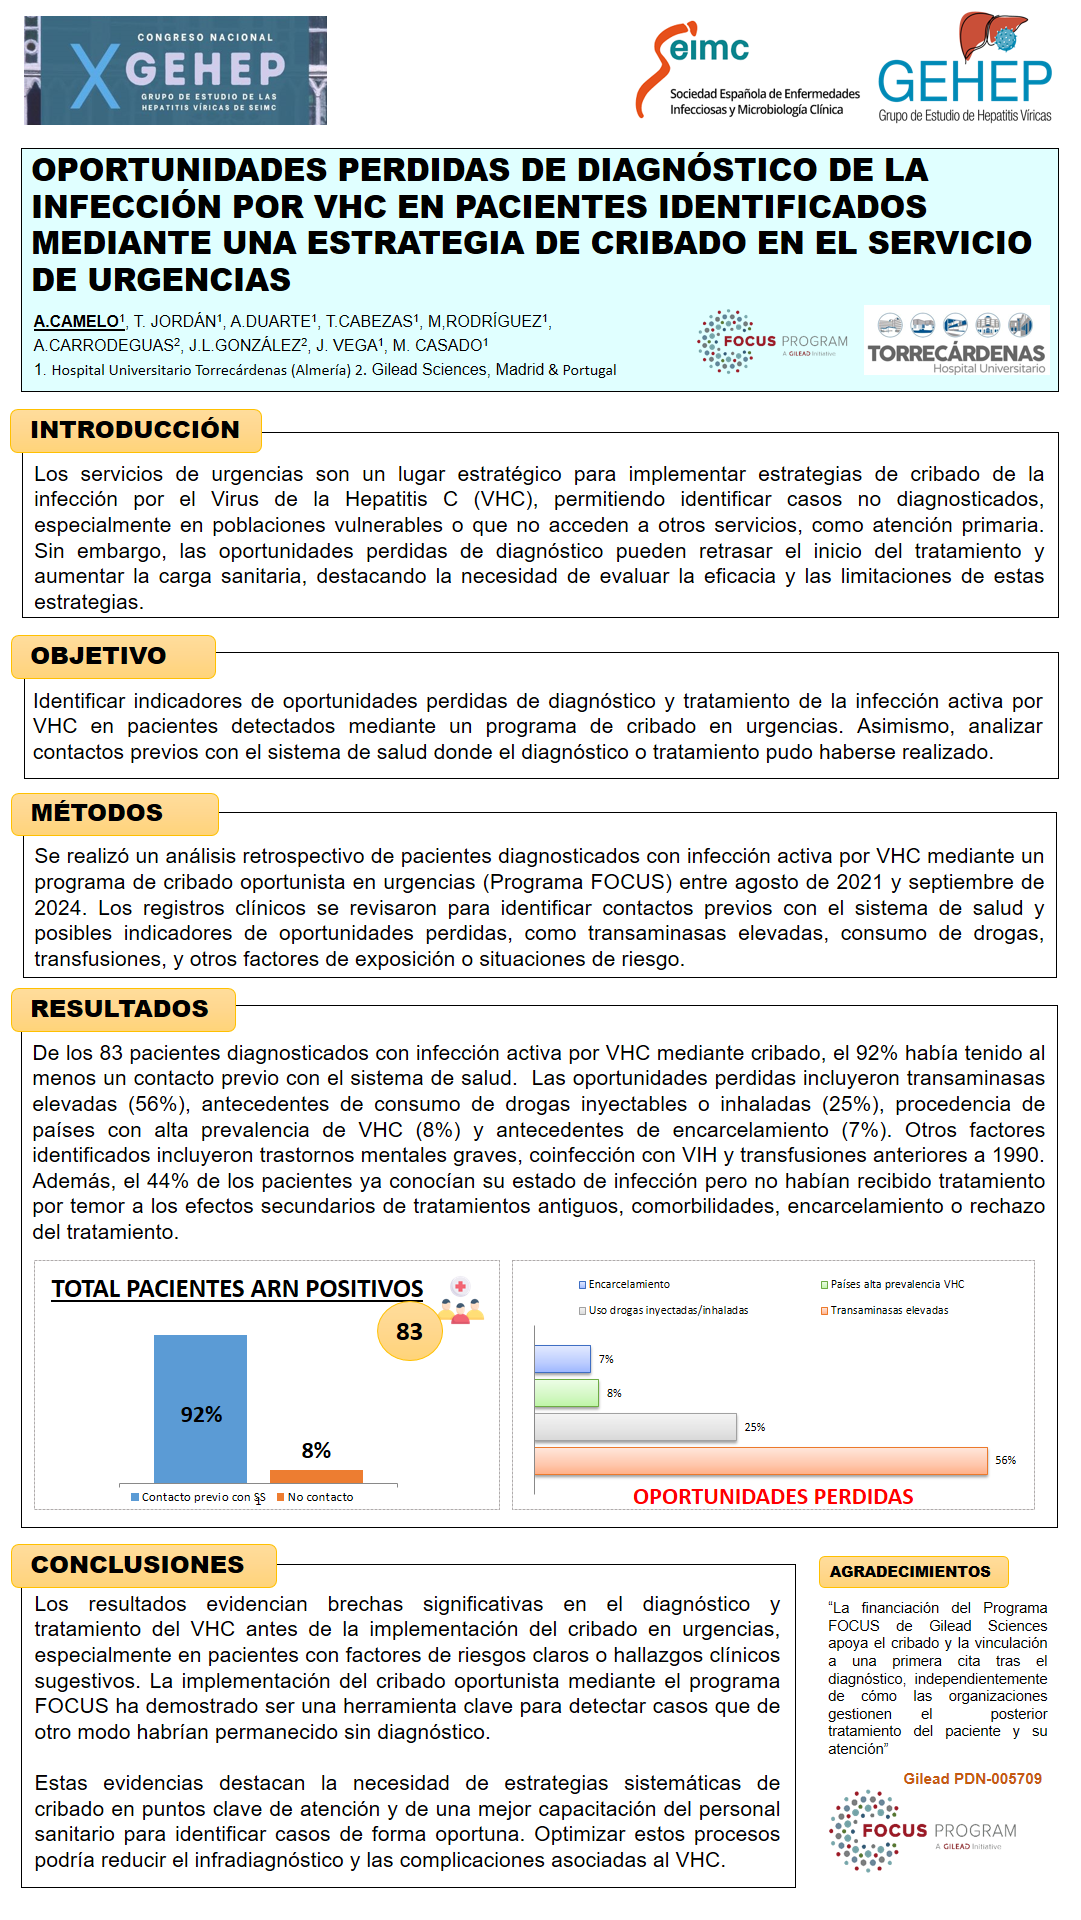 CONGRESO NACIONAL
X GEHEP
GRUPO DE ESTUDIO DE LAS
HEPATITIS VÍRICAS DE SEIMC
Seimc
Sociedad Española de Enfermedades
Infecciosas y Microbiología Clínica
GEHEP
Grupo de Estudio de Hepatitis Víricas
OPORTUNIDADES PERDIDAS DE DIAGNÓSTICO DE LA
INFECCIÓN POR VHC EN PACIENTES IDENTIFICADOS
MEDIANTE UNA ESTRATEGIA DE CRIBADO EN EL SERVICIO
DE URGENCIAS
A.CAMELO¹, T. JORDÁN¹, A.DUARTE¹, T.CABEZAS¹, M,RODRÍGUEZ¹,
A.CARRODEGUAS², J.L.GONZÁLEZ², J. VEGA¹, M. CASADO¹
1. Hospital Universitario Torrecárdenas (Almería) 2. Gilead Sciences, Madrid & Portugal
FOCUS PROGRAM
A GILEAD Initiative
TORRECÁRDENAS
Hospital Universitario
INTRODUCCIÓN
Los servicios de urgencias son un lugar estratégico para implementar estrategias de cribado de la
infección por el Virus de la Hepatitis C (VHC), permitiendo identificar casos no diagnosticados,
especialmente en poblaciones vulnerables o que no acceden a otros servicios, como atención primaria.
Sin embargo, las oportunidades perdidas de diagnóstico pueden retrasar el inicio del tratamiento y
aumentar la carga sanitaria, destacando la necesidad de evaluar la eficacia y las limitaciones de estas
estrategias.
OBJETIVO
Identificar indicadores de oportunidades perdidas de diagnóstico y tratamiento de la infección activa por
VHC en pacientes detectados mediante un programa de cribado en urgencias. Asimismo, analizar
contactos previos con el sistema de salud donde el diagnóstico o tratamiento pudo haberse realizado.
MÉTODOS
Se realizó un análisis retrospectivo de pacientes diagnosticados con infección activa por VHC mediante un
programa de cribado oportunista en urgencias (Programa FOCUS) entre agosto de 2021 y septiembre de
2024. Los registros clínicos se revisaron para identificar contactos previos con el sistema de salud y
posibles indicadores de oportunidades perdidas, como transaminasas elevadas, consumo de drogas,
transfusiones, y otros factores de exposición o situaciones de riesgo.
RESULTADOS
De los 83 pacientes diagnosticados con infección activa por VHC mediante cribado, el 92% había tenido al
menos un contacto previo con el sistema de salud. Las oportunidades perdidas incluyeron transaminasas
elevadas (56%), antecedentes de consumo de drogas inyectables o inhaladas (25%), procedencia de
países con alta prevalencia de VHC (8%) y antecedentes de encarcelamiento (7%). Otros factores
identificados incluyeron trastornos mentales graves, coinfección con VIH y transfusiones anteriores a 1990.
Además, el 44% de los pacientes ya conocían su estado de infección pero no habían recibido tratamiento
por temor a los efectos secundarios de tratamientos antiguos, comorbilidades, encarcelamiento o rechazo
del tratamiento.
TOTAL PACIENTES ARN POSITIVOS
83
92%
8%
1
Contacto previo con SS No contacto
Encarcelamiento Países alta prevalencia VHC
Uso drogas inyectadas/inhaladas Transaminasas elevadas
7%
8%
25%
56%
OPORTUNIDADES PERDIDAS
CONCLUSIONES
Los resultados evidencian brechas significativas en el diagnóstico y
tratamiento del VHC antes de la implementación del cribado en urgencias,
especialmente en pacientes con factores de riesgos claros o hallazgos clínicos
sugestivos. La implementación del cribado oportunista mediante el programa
FOCUS ha demostrado ser una herramienta clave para detectar casos que de
otro modo habrían permanecido sin diagnóstico.
Estas evidencias destacan la necesidad de estrategias sistemáticas de
cribado en puntos clave de atención y de una mejor capacitación del personal
sanitario para identificar casos de forma oportuna. Optimizar estos procesos
podría reducir el infradiagnóstico y las complicaciones asociadas al VHC.
AGRADECIMIENTOS
“La financiación del Programa
FOCUS de Gilead Sciences
apoya el cribado y la vinculación
a una primera cita tras el
diagnóstico, independientemente
de cómo las organizaciones
gestionen el posterior
tratamiento del paciente y su
atención”
Gilead PDN-005709
FOCUS PROGRAM
A GILEAD Initiative